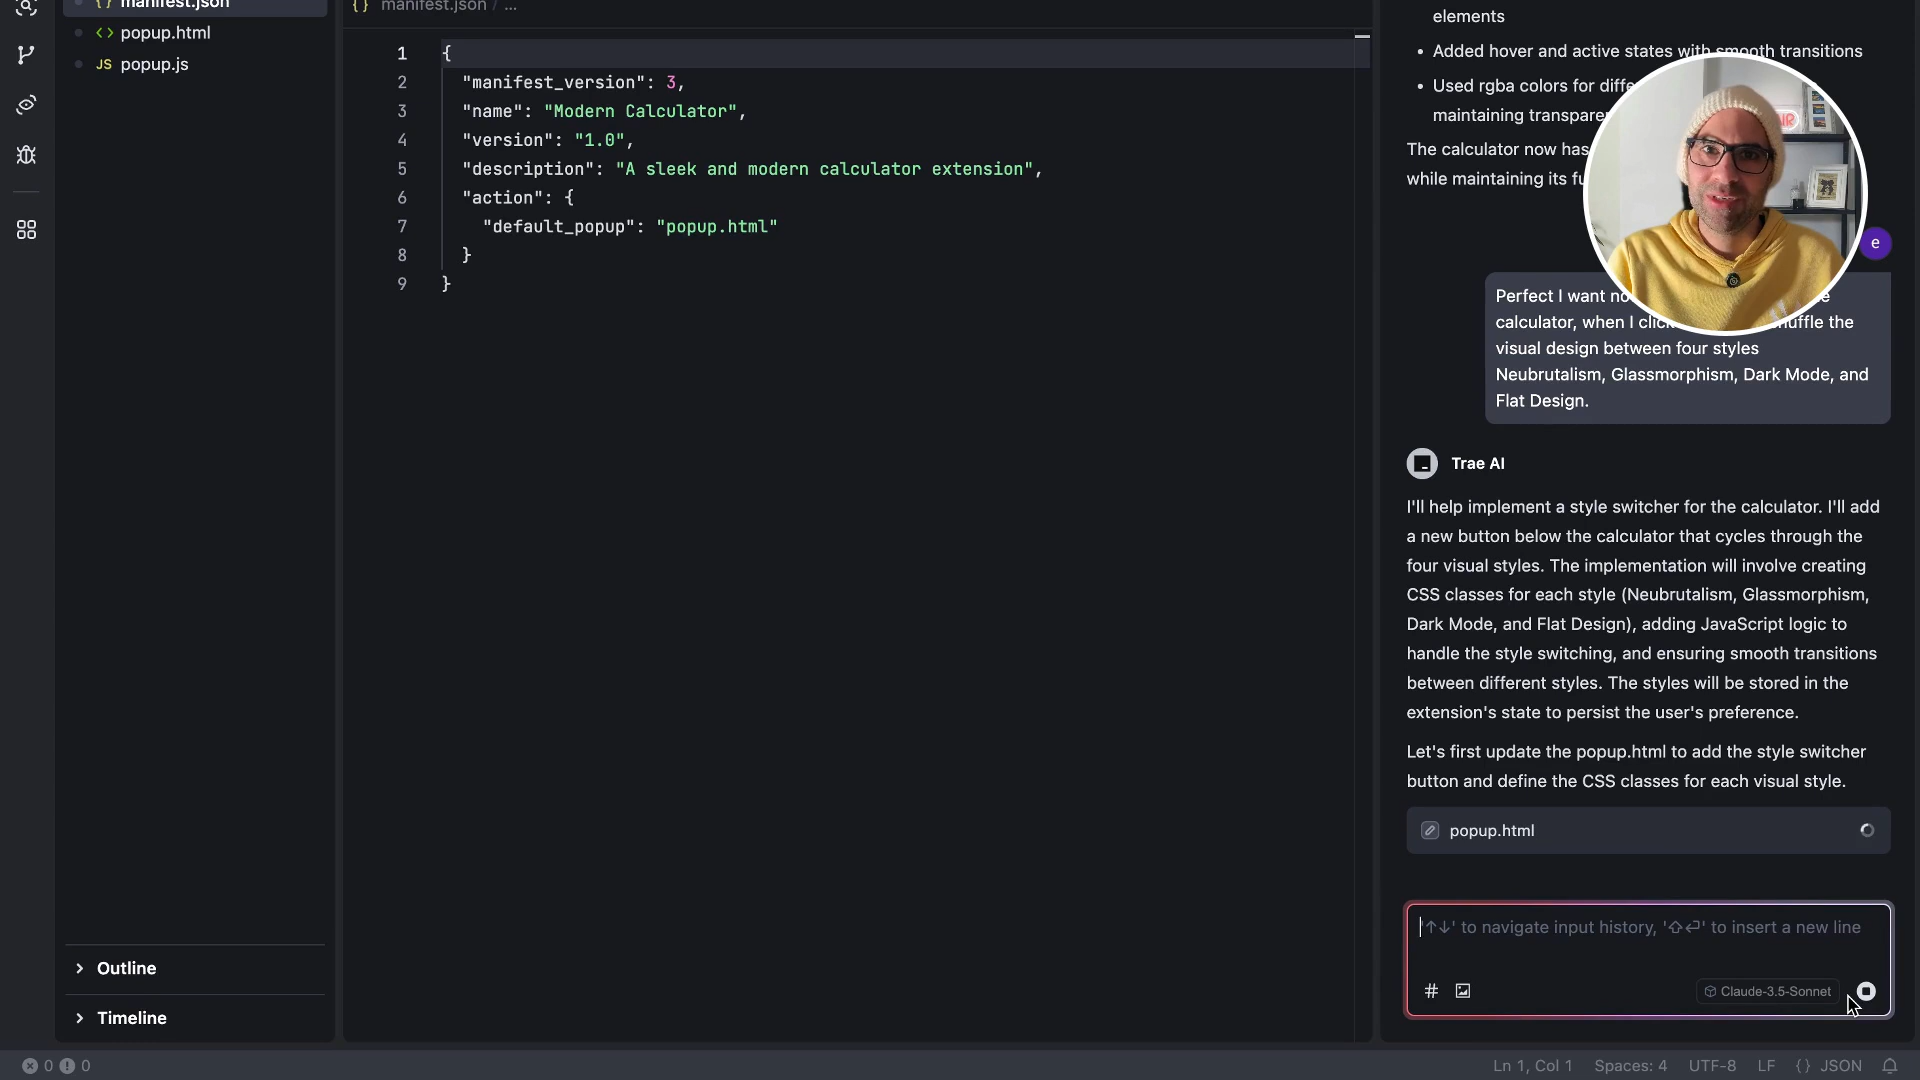 manifest.json
popup.html
JS popup.js
Outline
Timeline
0 0
{} manifest.json / ...
1 {
2 "manifest_version": 3,
3 "name": "Modern Calculator",
4 "version": "1.0",
5 "description": "A sleek and modern calculator extension",
6 "action": {
7 "default_popup": "popup.html"
8 }
9 }
elements
• Added hover and active states with smooth transitions
• Used rgba colors for
maintaining
The calculator now has
while maintaining its
e
Perfect I want
calculator, when I the
visual design between four styles
Neubrutalism, Glassmorphism, Dark Mode, and
Flat Design.
Trae AI
I'll help implement a style switcher for the calculator. I'll add
a new button below the calculator that cycles through the
four visual styles. The implementation will involve creating
CSS classes for each style (Neubrutalism, Glassmorphism,
Dark Mode, and Flat Design), adding JavaScript logic to
handle the style switching, and ensuring smooth transitions
between different styles. The styles will be stored in the
extension's state to persist the user's preference.
Let's first update the popup.html to add the style switcher
button and define the CSS classes for each visual style.
popup.html
'↑↓' to navigate input history, '⇧⏎' to insert a new line
# Claude-3.5-Sonnet
Ln 1, Col 1 Spaces: 4 UTF-8 LF {} JSON